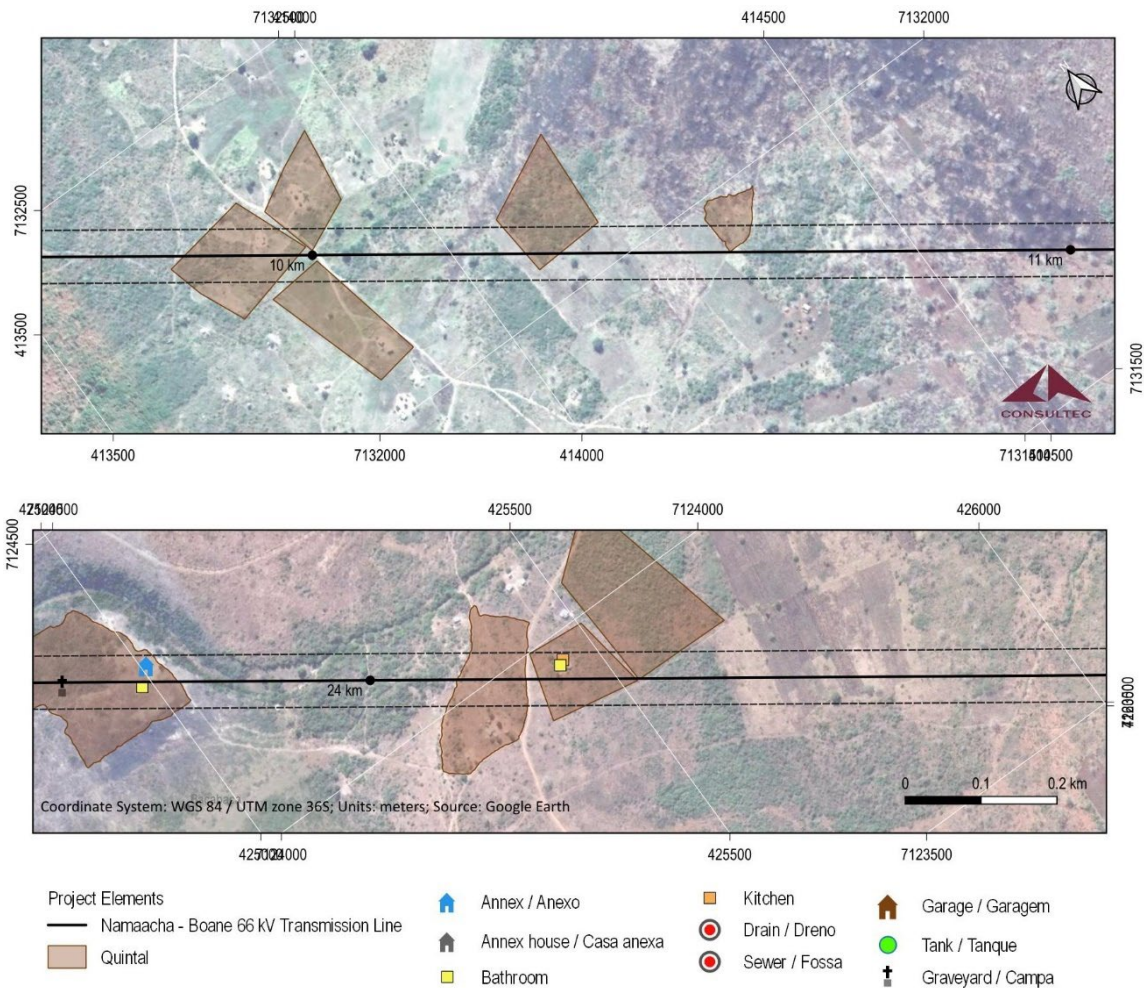 7132500 414000 414500 7132000
7132500
10 km
11 km
413500
7131500
CONSULTEC
413500 7132000 414000
425500 7124000 426000
7124500
24 km
0 0.1 0.2 km
Coordinate System: WGS 84 / UTM zone 36S; Units: meters; Source: Google Earth
425500 7123500
Project Elements
Namaacha - Boane 66 kV Transmission Line
Quintal
Annex / Anexo
Annex house / Casa anexa
Bathroom
Kitchen
Drain / Dreno
Sewer / Fossa
Garage / Garagem
Tank / Tanque
Graveyard / Campa